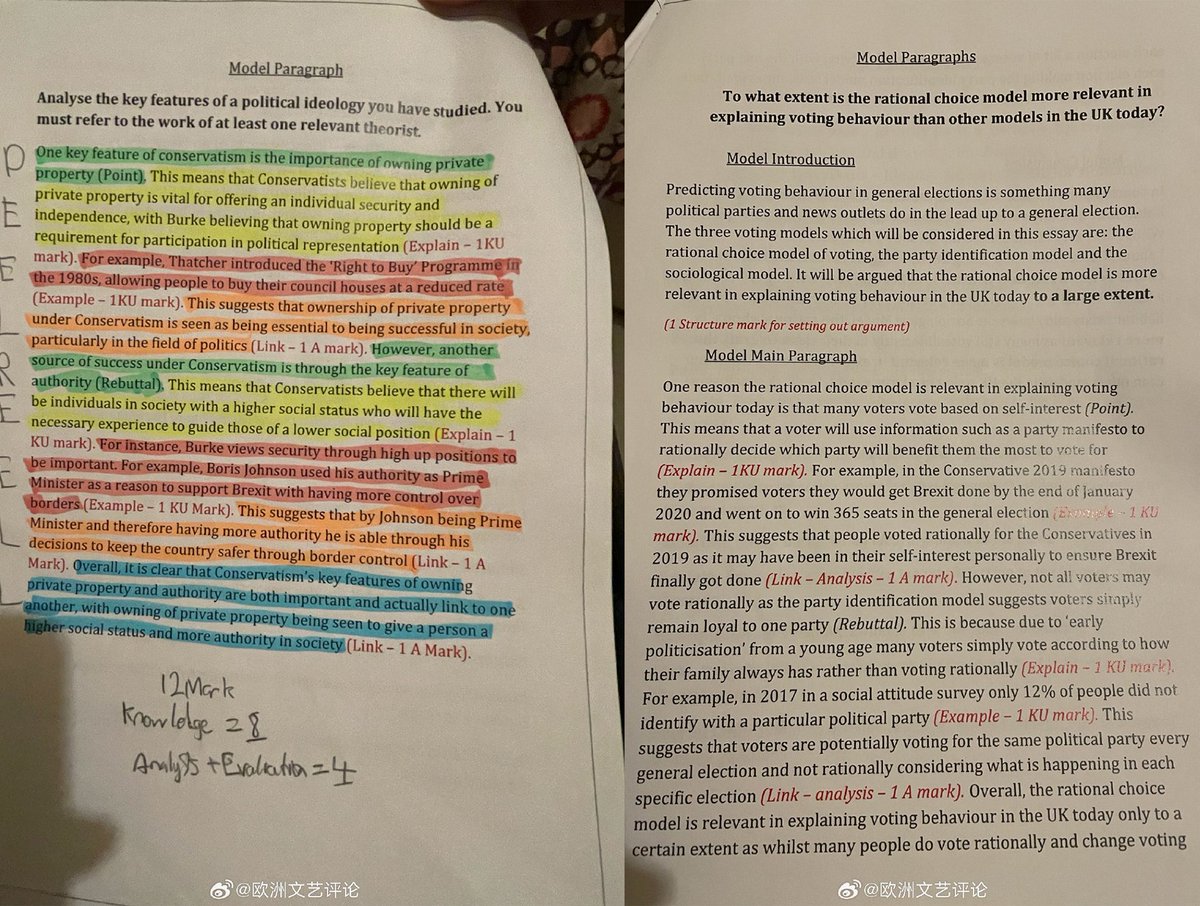 Model Paragraph
Analyse the key features of a political ideology you have studied. You
must refer to the work of at least one relevant theorist.
P
E
E
L
R
E
E
L
One key feature of conservatism is the importance of owning private
property (Point). This means that Conservatists believe that owning of
private property is vital for offering an individual security and
independence, with Burke believing that owning property should be a
requirement for participation in political representation (Explain – 1KU
mark). For example, Thatcher introduced the 'Right to Buy' Programme in
the 1980s, allowing people to buy their council houses at a reduced rate
(Example – 1KU mark). This suggests that ownership of private property
under Conservatism is seen as being essential to being successful in society,
particularly in the field of politics (Link – 1 A mark). However, another
source of success under Conservatism is through the key feature of
authority (Rebuttal). This means that Conservatists believe that there will
be individuals in society with a higher social status who will have the
necessary experience to guide those of a lower social position (Explain – 1
KU mark). For instance, Burke views security through high up positions to
be important. For example, Boris Johnson used his authority as Prime
Minister as a reason to support Brexit with having more control over
borders (Example – 1 KU Mark). This suggests that by Johnson being Prime
Minister and therefore having more authority he is able through his
decisions to keep the country safer through border control (Link – 1 A
Mark). Overall, it is clear that Conservatism's key features of owning
private property and authority are both important and actually link to one
another, with owning of private property being seen to give a person a
higher social status and more authority in society (Link – 1 A Mark).
12Mark
Knowledge = 8
Analysis + Evaluation = 4
@欧洲文艺评论
Model Paragraphs
To what extent is the rational choice model more relevant in
explaining voting behaviour than other models in the UK today?
Model Introduction
Predicting voting behaviour in general elections is something many
political parties and news outlets do in the lead up to a general election.
The three voting models which will be considered in this essay are: the
rational choice model of voting, the party identification model and the
sociological model. It will be argued that the rational choice model is more
relevant in explaining voting behaviour in the UK today to a large extent.
(1 Structure mark for setting out argument)
Model Main Paragraph
One reason the rational choice model is relevant in explaining voting
behaviour today is that many voters vote based on self-interest (Point).
This means that a voter will use information such as a party manifesto to
rationally decide which party will benefit them the most to vote for
(Explain – 1KU mark). For example, in the Conservative 2019 manifesto
they promised voters they would get Brexit done by the end of January
2020 and went on to win 365 seats in the general election (Example – 1 KU
mark). This suggests that people voted rationally for the Conservatives in
2019 as it may have been in their self-interest personally to ensure Brexit
finally got done (Link – Analysis – 1 A mark). However, not all voters may
vote rationally as the party identification model suggests voters simply
remain loyal to one party (Rebuttal). This is because due to 'early
politicisation' from a young age many voters simply vote according to how
their family always has rather than voting rationally (Explain – 1 KU mark).
For example, in 2017 in a social attitude survey only 12% of people did not
identify with a particular political party (Example – 1 KU mark). This
suggests that voters are potentially voting for the same political party every
general election and not rationally considering what is happening in each
specific election (Link – analysis – 1 A mark). Overall, the rational choice
model is relevant in explaining voting behaviour in the UK today only to a
certain extent as whilst many people do vote rationally and change voting
@欧洲文艺评论